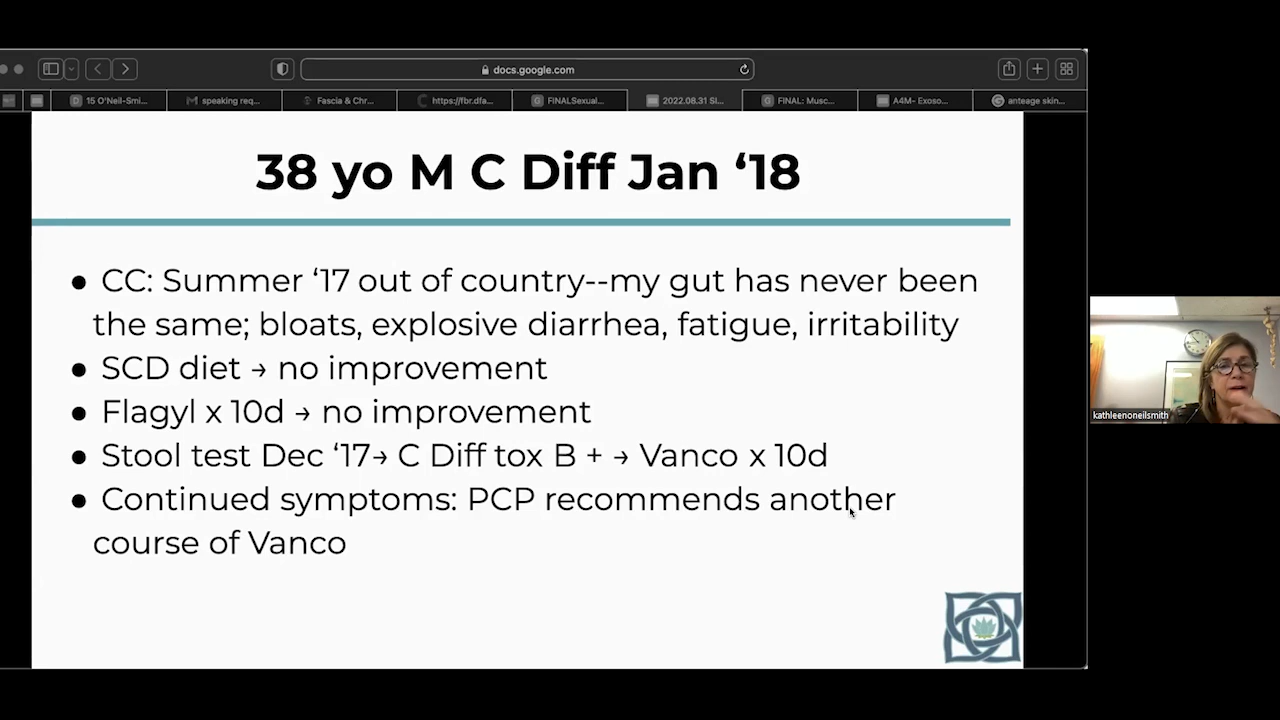 docs.google.com
15 O'Neil-Smi...
speaking req...
Fascia & Chr...
https://fbr.dfa...
FINALSexual...
2022.08.31 Sl...
FINAL: Musc...
A4M- Exoso...
anteage skin...
38 yo M C Diff Jan ‘18
● CC: Summer ‘17 out of country--my gut has never been
the same; bloats, explosive diarrhea, fatigue, irritability
● SCD diet → no improvement
● Flagyl x 10d → no improvement
● Stool test Dec ‘17→ C Diff tox B + → Vanco x 10d
● Continued symptoms: PCP recommends another
course of Vanco
kathleenoneilsmith